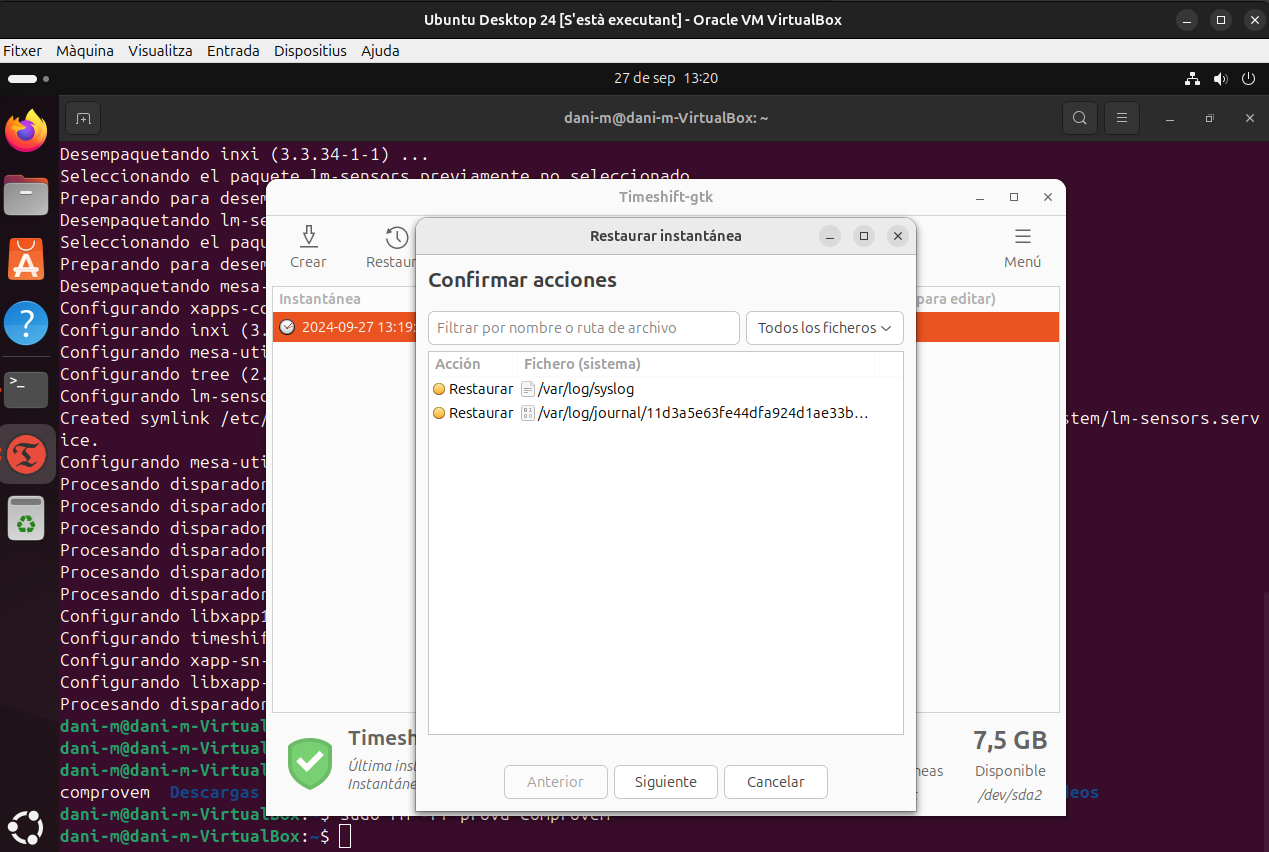 Ubuntu Desktop 24 [S'està executant] - Oracle VM VirtualBox
Fitxer Màquina Visualitza Entrada Dispositius Ajuda
27 de sep 13:20
dani-m@dani-m-VirtualBox: ~
Desempaquetando inxi (3.3.34-1-1) ...
Seleccionando el paquete lm-sensors previamente no seleccionado
Preparando para desem
Desempaquetando lm-se
Seleccionando el paqu
Preparando para desem
Desempaquetando mesa-
Configurando xapps-co
Configurando inxi (3.
Configurando mesa-uti
Configurando tree (2.
Configurando lm-senso
Created symlink /etc/
stem/lm-sensors.serv
ice.
Configurando mesa-uti
Procesando disparador
Procesando disparador
Procesando disparador
Procesando disparador
Procesando disparador
Procesando disparador
Configurando libxapp1
Configurando timeshif
Configurando xapp-sn-
Configurando libxapp-
Procesando disparador
dani-m@dani-m-Virtual
dani-m@dani-m-Virtual
dani-m@dani-m-Virtual
comprovem Descargas
deos
dani-m@dani-m-VirtualBox:~$ sudo rm -rf prova comprovem
dani-m@dani-m-VirtualBox:~$
Timeshift-gtk
Crear
Restaur
Menú
Instantánea
para editar)
2024-09-27 13:19:
Timesh
Última inst
Instantáne
neas
7,5 GB
Disponible
/dev/sda2
Restaurar instantánea
Confirmar acciones
Filtrar por nombre o ruta de archivo
Todos los ficheros
Acción Fichero (sistema)
Restaurar /var/log/syslog
Restaurar /var/log/journal/11d3a5e63fe44dfa924d1ae33b...
Anterior Siguiente Cancelar